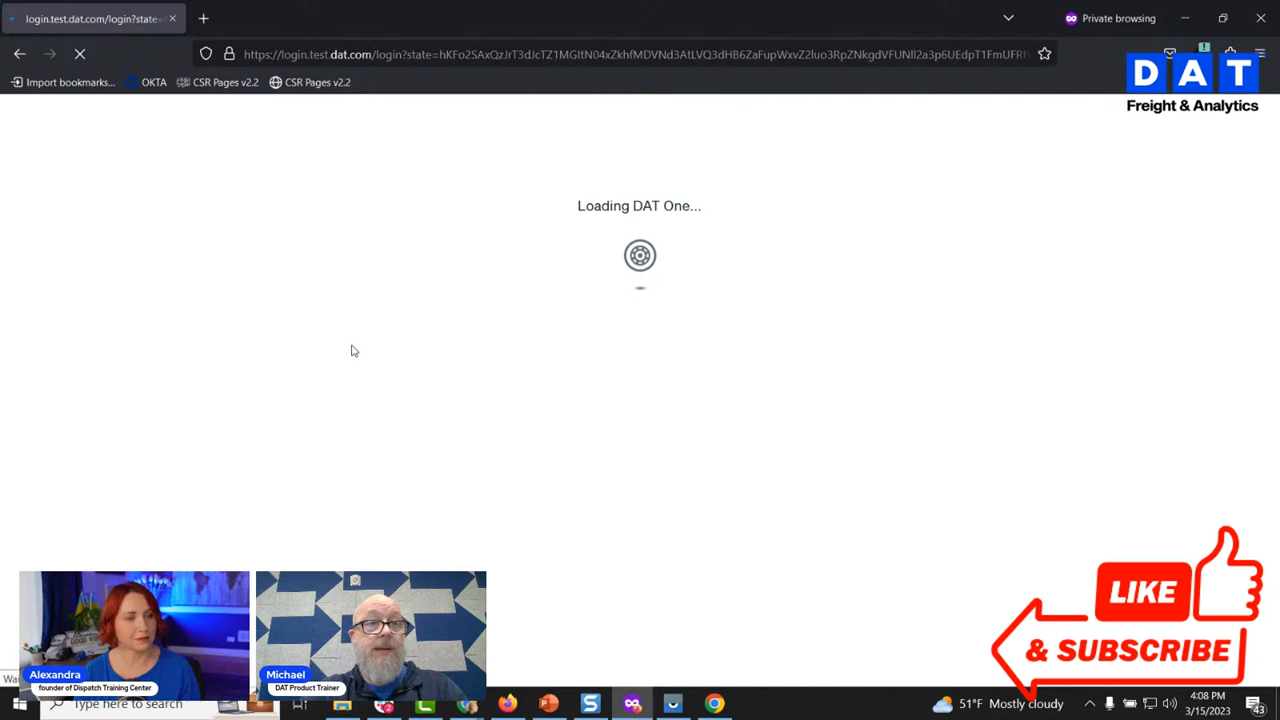 login.test.dat.com/login?state=
Private browsing
https://login.test.dat.com/login?state=
Import bookmarks...
OKTA
CSR Pages v2.2
CSR Pages v2.2
DAT
Freight & Analytics
Loading DAT One...
LIKE
& SUBSCRIBE
GOOD
Alexandra
founder of Dispatch Training Center
Michael
DAT Product Trainer
Type here to search
51°F Mostly cloudy
4:08 PM
3/15/2023
43